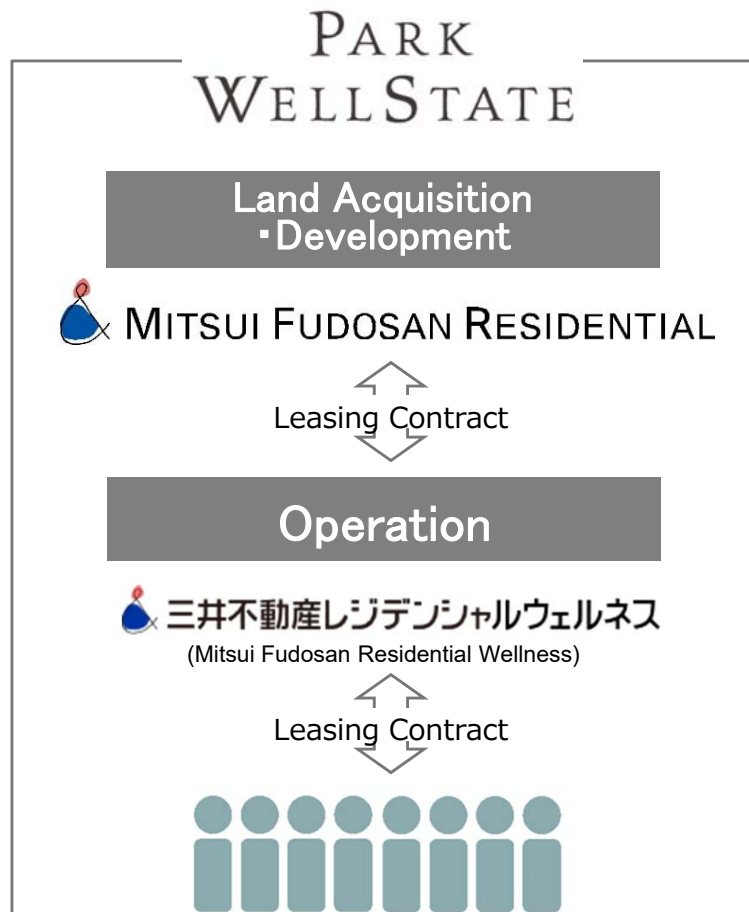 PARK
WELLSTATE
Land Acquisition
・Development
MITSUI FUDOSAN RESIDENTIAL
Leasing Contract
Operation
三井不動産レジデンシャルウェルネス
(Mitsui Fudosan Residential Wellness)
Leasing Contract